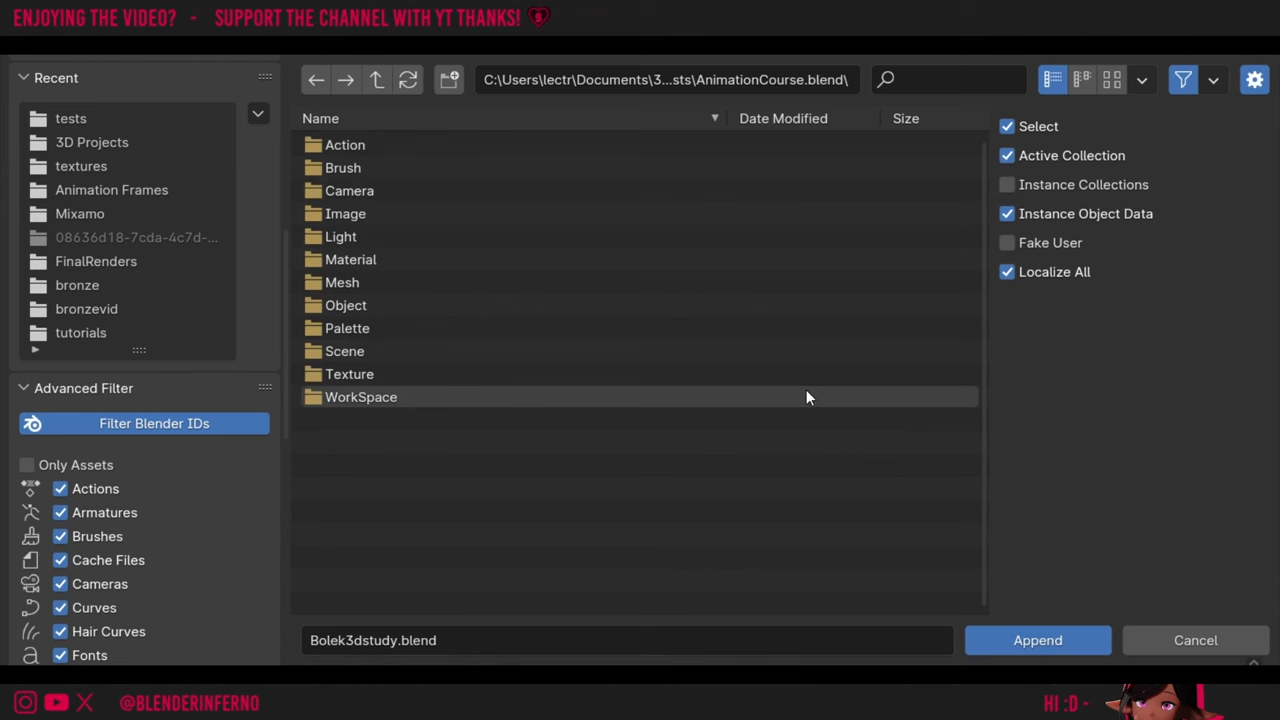 ENJOYING THE VIDEO? - SUPPORT THE CHANNEL WITH YT THANKS!
Recent
tests
3D Projects
textures
Animation Frames
Mixamo
08636d18-7cda-4c7d-...
FinalRenders
bronze
bronzevid
tutorials
Advanced Filter
Filter Blender IDs
Only Assets
Actions
Armatures
Brushes
Cache Files
Cameras
Curves
Hair Curves
Fonts
C:\Users\lectr\Documents\3...sts\AnimationCourse.blend\
Name Date Modified Size
Action
Brush
Camera
Image
Light
Material
Mesh
Object
Palette
Scene
Texture
WorkSpace
Select
Active Collection
Instance Collections
Instance Object Data
Fake User
Localize All
Bolek3dstudy.blend
Append Cancel
@BLENDERINFERNO
HI :D -